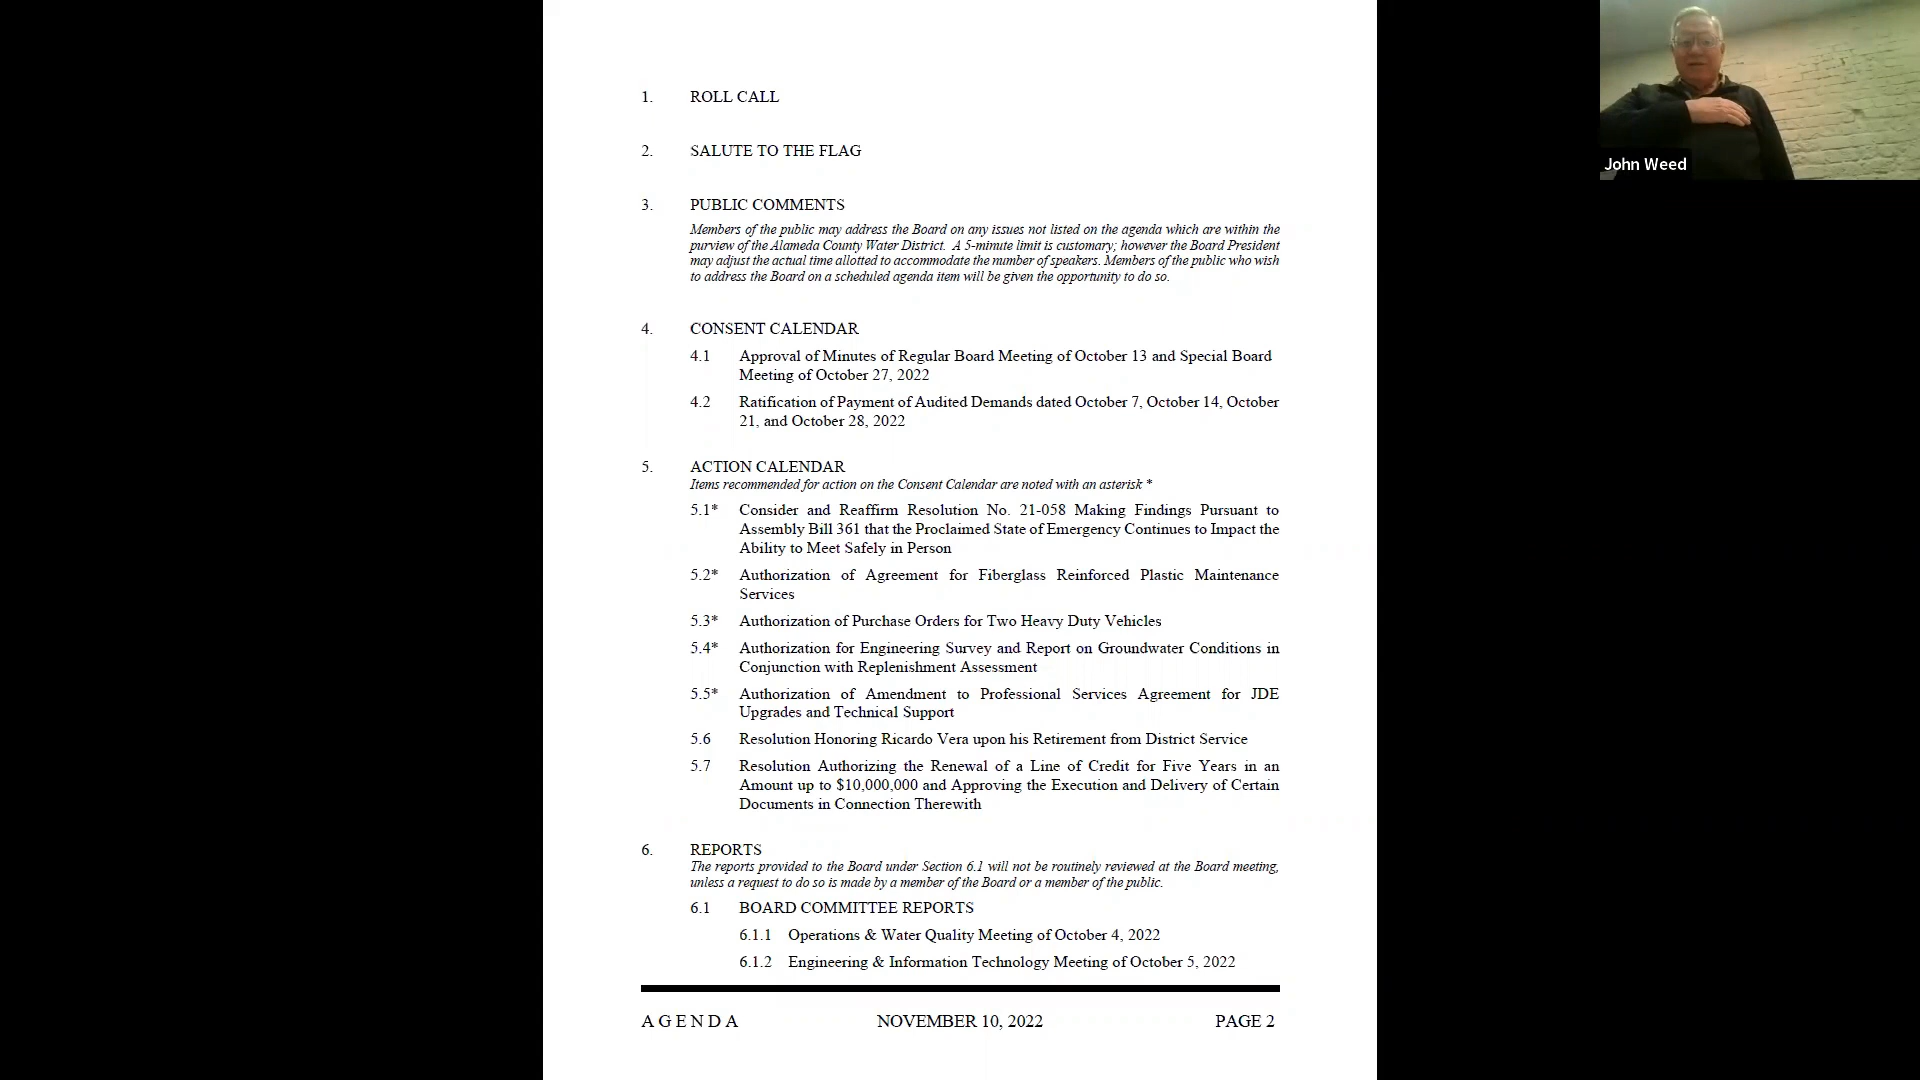 1. ROLL CALL
2. SALUTE TO THE FLAG
3. PUBLIC COMMENTS
Members of the public may address the Board on any issues not listed on the agenda which are within the
purview of the Alameda County Water District. A 5-minute limit is customary; however the Board President
may adjust the actual time allotted to accommodate the number of speakers. Members of the public who wish
to address the Board on a scheduled agenda item will be given the opportunity to do so.
4. CONSENT CALENDAR
4.1 Approval of Minutes of Regular Board Meeting of October 13 and Special Board
Meeting of October 27, 2022
4.2 Ratification of Payment of Audited Demands dated October 7, October 14, October
21, and October 28, 2022
5. ACTION CALENDAR
Items recommended for action on the Consent Calendar are noted with an asterisk *
5.1* Consider and Reaffirm Resolution No. 21-058 Making Findings Pursuant to
Assembly Bill 361 that the Proclaimed State of Emergency Continues to Impact the
Ability to Meet Safely in Person
5.2* Authorization of Agreement for Fiberglass Reinforced Plastic Maintenance
Services
5.3* Authorization of Purchase Orders for Two Heavy Duty Vehicles
5.4* Authorization for Engineering Survey and Report on Groundwater Conditions in
Conjunction with Replenishment Assessment
5.5* Authorization of Amendment to Professional Services Agreement for JDE
Upgrades and Technical Support
5.6 Resolution Honoring Ricardo Vera upon his Retirement from District Service
5.7 Resolution Authorizing the Renewal of a Line of Credit for Five Years in an
Amount up to $10,000,000 and Approving the Execution and Delivery of Certain
Documents in Connection Therewith
6. REPORTS
The reports provided to the Board under Section 6.1 will not be routinely reviewed at the Board meeting,
unless a request to do so is made by a member of the Board or a member of the public.
6.1 BOARD COMMITTEE REPORTS
6.1.1 Operations & Water Quality Meeting of October 4, 2022
6.1.2 Engineering & Information Technology Meeting of October 5, 2022
AGENDA NOVEMBER 10, 2022 PAGE 2
John Weed